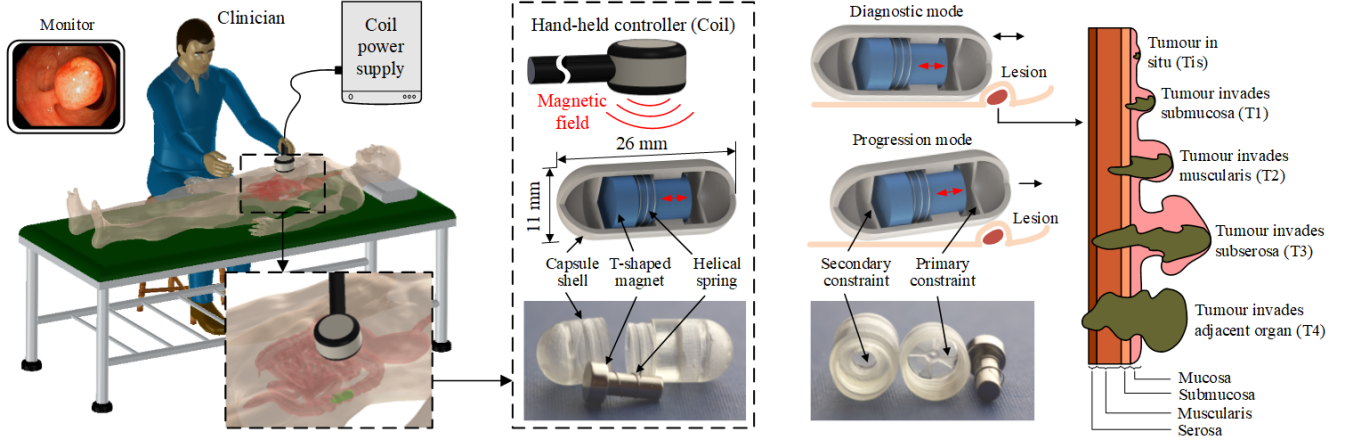 Monitor
Clinician
Coil
power
supply
Hand-held controller (Coil)
Magnetic
field
26 mm
11 mm
Capsule
shell
T-shaped
magnet
Helical
spring
Diagnostic mode
Lesion
Progression mode
Lesion
Secondary
constraint
Primary
constraint
Tumour in
situ (Tis)
Tumour invades
submucosa (T1)
Tumour invades
muscularis (T2)
Tumour invades
subserosa (T3)
Tumour invades
adjacent organ (T4)
Mucosa
Submucosa
Muscularis
Serosa